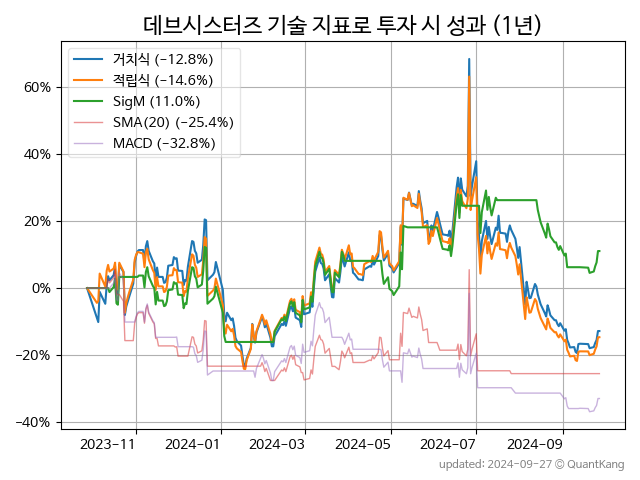 데브시스터즈 기술 지표로 투자 시 성과 (1년)
거치식 (−12.8%)
적립식 (−14.6%)
SigM (11.0%)
SMA(20) (−25.4%)
MACD (−32.8%)
60%
40%
20%
0%
−20%
−40%
2023-11 2024-01 2024-03 2024-05 2024-07 2024-09
updated: 2024-09-27 © QuantKang